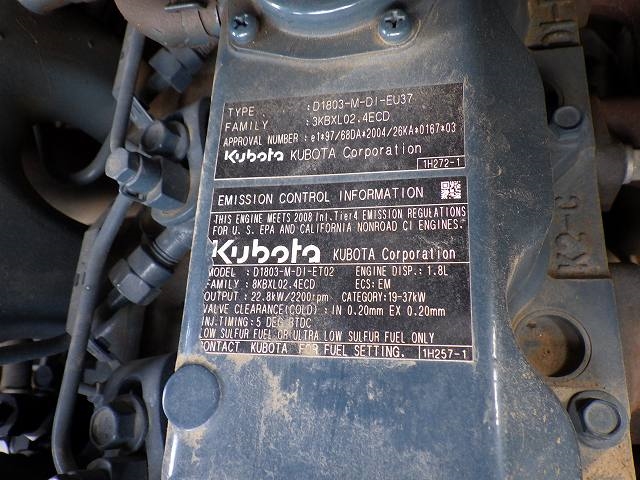 TYPE :D1803-M-DI-EU37
FAMILY :3KBXL02.4ECD
APPROVAL NUMBER :e1*97/68DA*2004/26KA*0167*03
Kubota KUBOTA Corporation
1H272-1
EMISSION CONTROL INFORMATION
THIS ENGINE MEETS 2008 Int.Tier4 EMISSION REGULATIONS
FOR U.S. EPA AND CALIFORNIA NONROAD CI ENGINES.
Kubota KUBOTA Corporation
MODEL :D1803-M-DI-ET02 ENGINE DISP.:1.8L
FAMILY :8KBXL02.4ECD ECS:EM
OUTPUT :22.8kW/2200rpm CATEGORY:19-37kW
VALVE CLEARANCE(COLD): IN 0.20mm EX 0.20mm
INJ.TIMING:5 DEG BTDC
LOW SULFUR FUEL OR ULTRA LOW SULFUR FUEL ONLY
CONTACT KUBOTA FOR FUEL SETTING. 1H257-1
K2-C